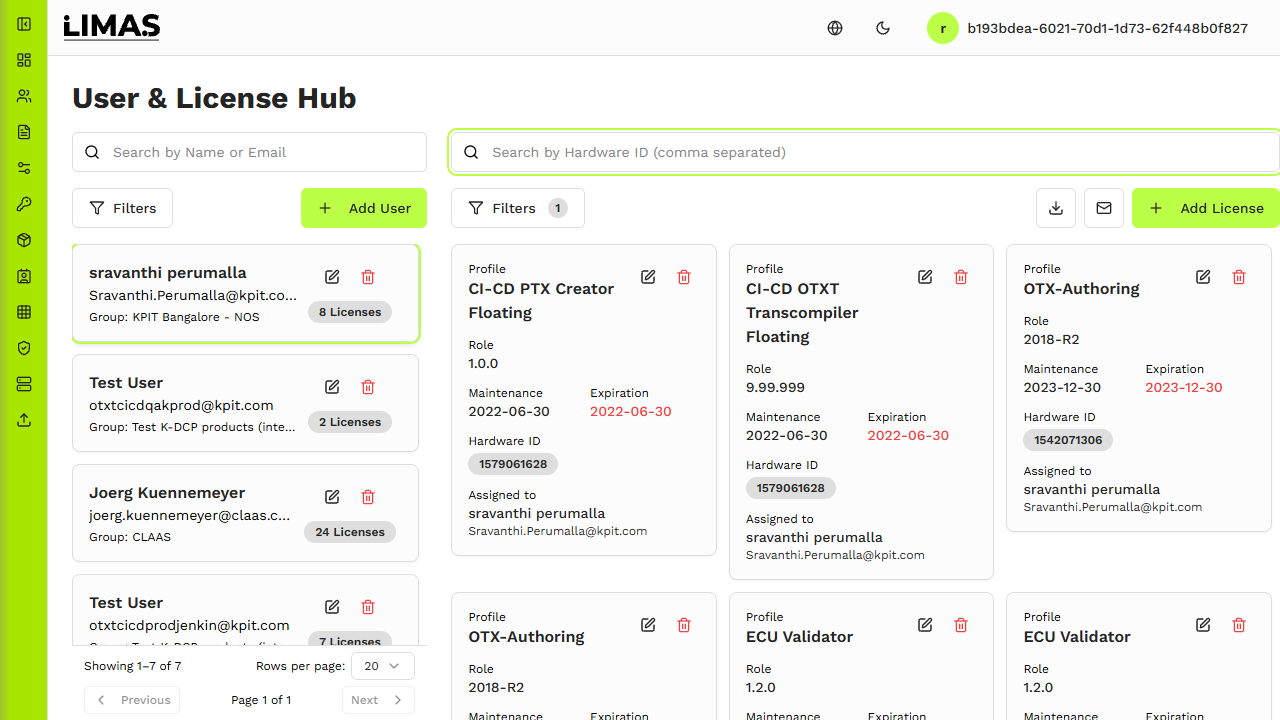 LIMAS
r
b193bdea-6021-70d1-1d73-62f448b0f827
User & License Hub
Search by Name or Email
Search by Hardware ID (comma separated)
Filters
Add User
Filters
1
Add License
sravanthi perumalla
Sravanthi.Perumalla@kpit.co...
Group: KPIT Bangalore - NOS
8 Licenses
Test User
otxtcicdqakprod@kpit.com
Group: Test K-DCP products (inte...
2 Licenses
Joerg Kuennemeyer
joerg.kuennemeyer@claas.c...
Group: CLAAS
24 Licenses
Test User
otxtcicdprodjenkin@kpit.com
Group: Test K-DCP products (inte...
7 Licenses
Showing 1–7 of 7
Rows per page:
20
Previous
Page 1 of 1
Next
Profile
CI-CD PTX Creator
Floating
Role
1.0.0
Maintenance
Expiration
2022-06-30
2022-06-30
Hardware ID
1579061628
Assigned to
sravanthi perumalla
Sravanthi.Perumalla@kpit.com
Profile
CI-CD OTXT
Transcompiler
Floating
Role
9.99.999
Maintenance
Expiration
2022-06-30
2022-06-30
Hardware ID
1579061628
Assigned to
sravanthi perumalla
Sravanthi.Perumalla@kpit.com
Profile
OTX-Authoring
Role
2018-R2
Maintenance
Expiration
2023-12-30
2023-12-30
Hardware ID
1542071306
Assigned to
sravanthi perumalla
Sravanthi.Perumalla@kpit.com
Profile
OTX-Authoring
Role
2018-R2
Maintenance
Expiration
Profile
ECU Validator
Role
1.2.0
Maintenance
Expiration
Profile
ECU Validator
Role
1.2.0
Maintenance
Expiration